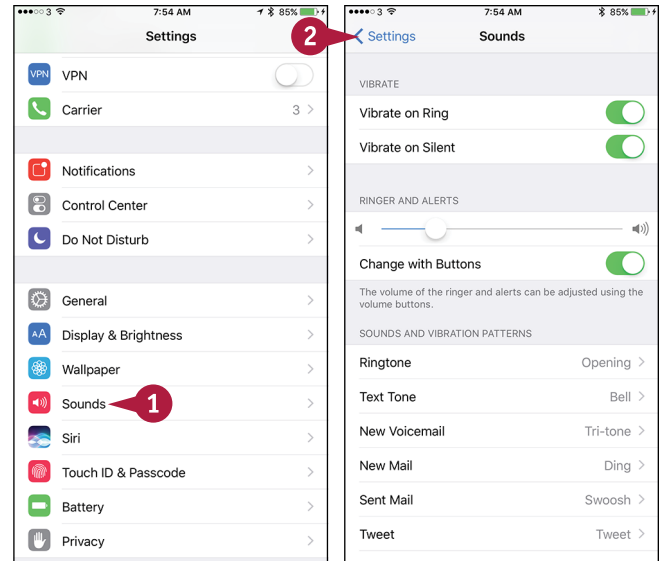 3 7:54 AM 85%
Settings
VPN VPN
Carrier 3
Notifications
Control Center
Do Not Disturb
General
AA Display & Brightness
Wallpaper
Sounds 1
Siri
Touch ID & Passcode
Battery
Privacy
3 7:54 AM 85%
2 Settings Sounds
VIBRATE
Vibrate on Ring
Vibrate on Silent
RINGER AND ALERTS
Change with Buttons
The volume of the ringer and alerts can be adjusted using the
volume buttons.
SOUNDS AND VIBRATION PATTERNS
Ringtone Opening
Text Tone Bell
New Voicemail Tri-tone
New Mail Ding
Sent Mail Swoosh
Tweet Tweet